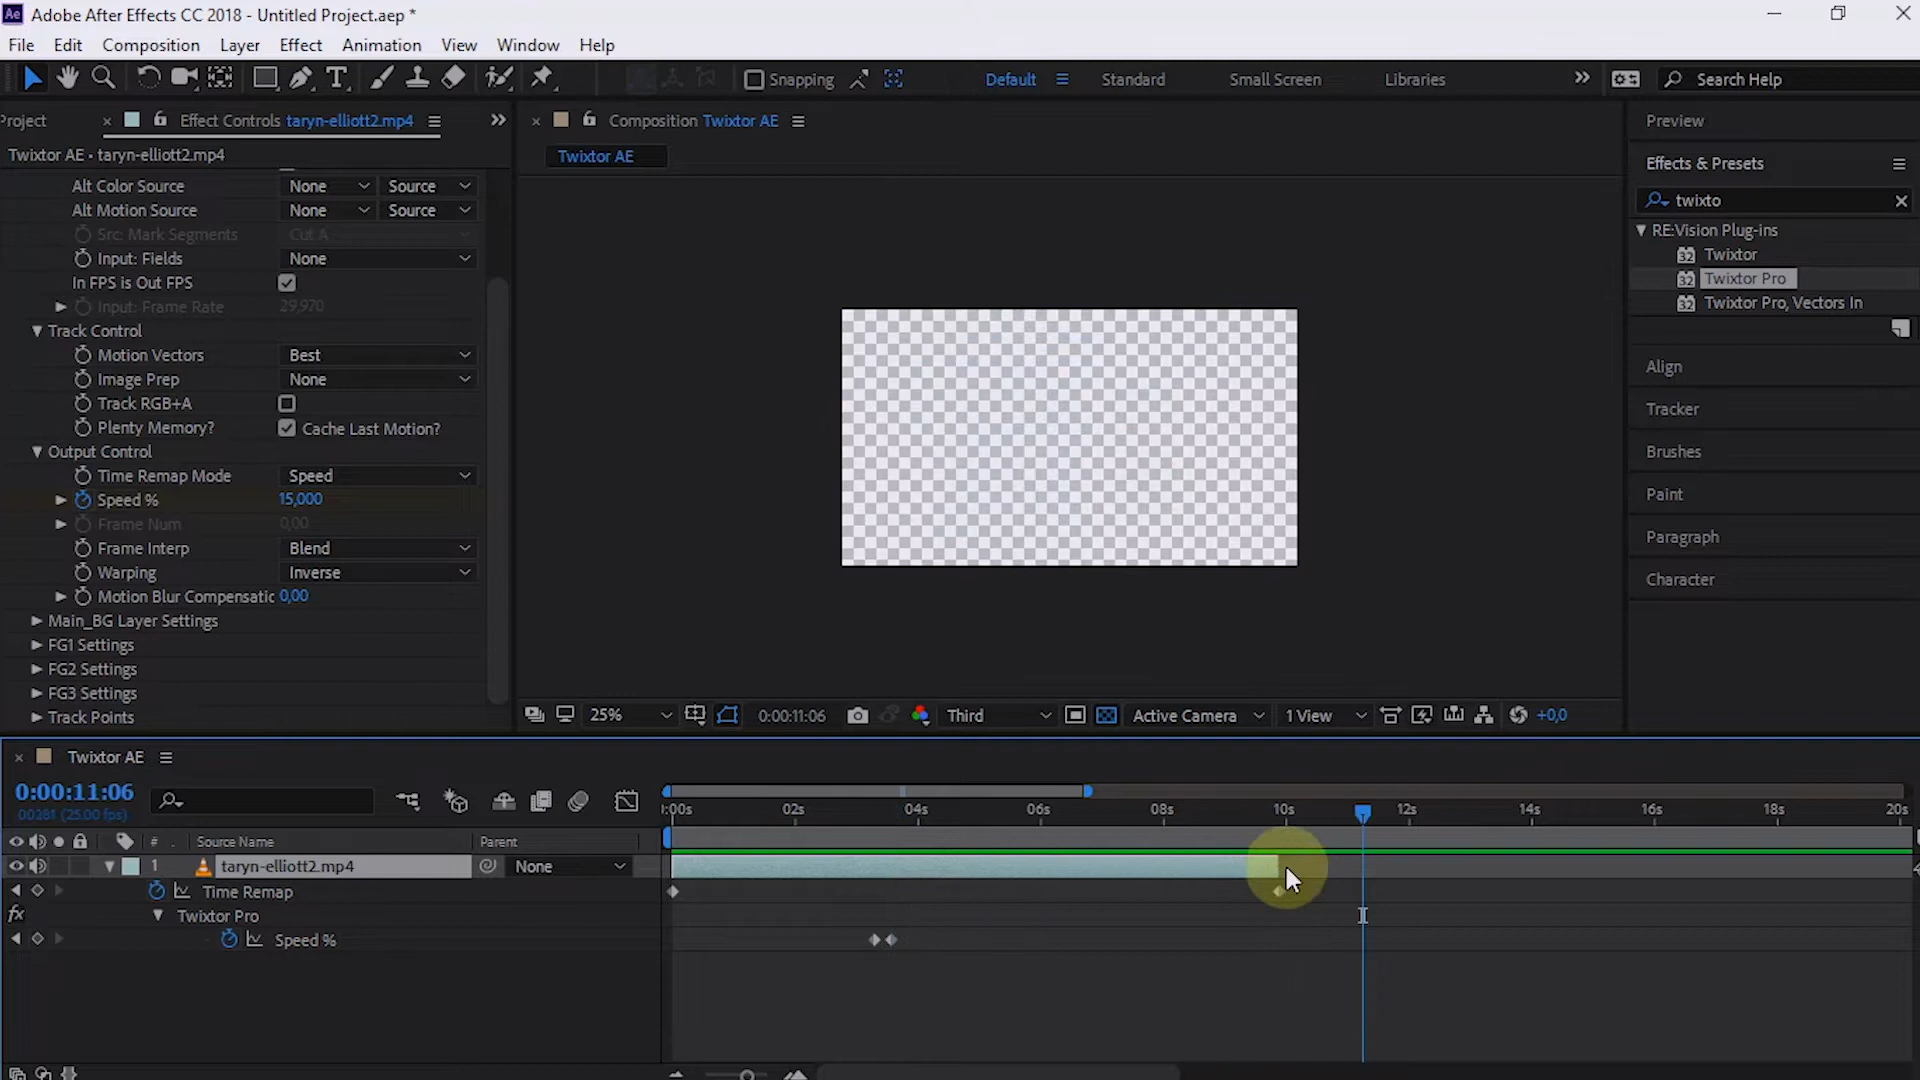 Ae Adobe After Effects CC 2018 - Untitled Project.aep *
File Edit Composition Layer Effect Animation View Window Help
Snapping Default Standard Small Screen Libraries Search Help
Project Effect Controls taryn-elliott2.mp4 Composition Twixtor AE Preview
Twixtor AE • taryn-elliott2.mp4 Twixtor AE Effects & Presets
Alt Color Source None Source twixto
Alt Motion Source None Source RE:Vision Plug-ins
Src: Mark Segments Cut A Twixtor
Input: Fields None Twixtor Pro
In FPS is Out FPS Twixtor Pro, Vectors In
Input: Frame Rate 29,970
Track Control Align
Motion Vectors Best Tracker
Image Prep None Brushes
Track RGB+A Paint
Plenty Memory? Cache Last Motion? Paragraph
Output Control Character
Time Remap Mode Speed
Speed % 15,000
Frame Num 0,00
Frame Interp Blend
Warping Inverse
Motion Blur Compensatic 0,00
Main_BG Layer Settings
FG1 Settings
FG2 Settings
FG3 Settings
Track Points
25% 0:00:11:06 Third Active Camera 1 View +0,0
Twixtor AE
0:00:11:06
00281 (25.00 fps)
:00s 02s 04s 06s 08s 10s 12s 14s 16s 18s 20s
# . Source Name Parent
1 taryn-elliott2.mp4 None
Time Remap
fx Twixtor Pro
Speed %